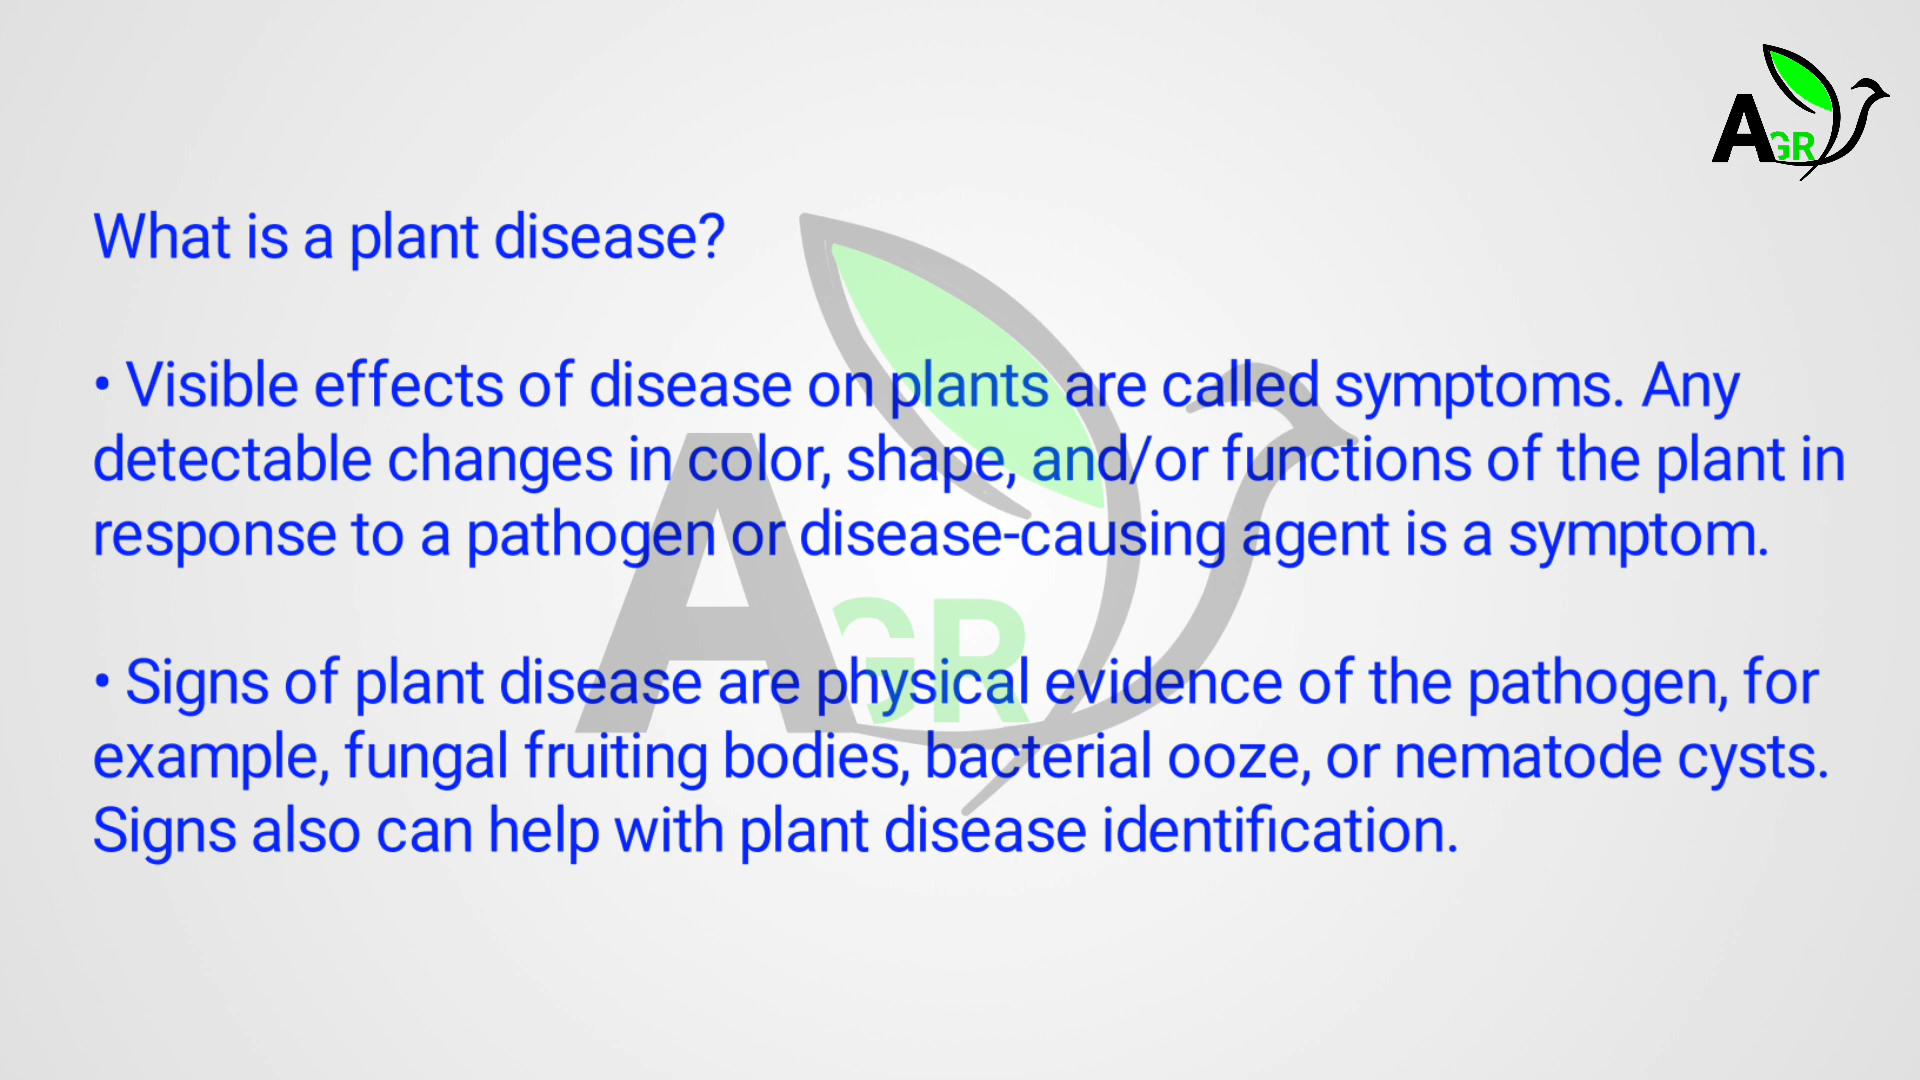 AGR
What is a plant disease?
• Visible effects of disease on plants are called symptoms. Any
detectable changes in color, shape, and/or functions of the plant in
response to a pathogen or disease-causing agent is a symptom.
• Signs of plant disease are physical evidence of the pathogen, for
example, fungal fruiting bodies, bacterial ooze, or nematode cysts.
Signs also can help with plant disease identification.
AGR